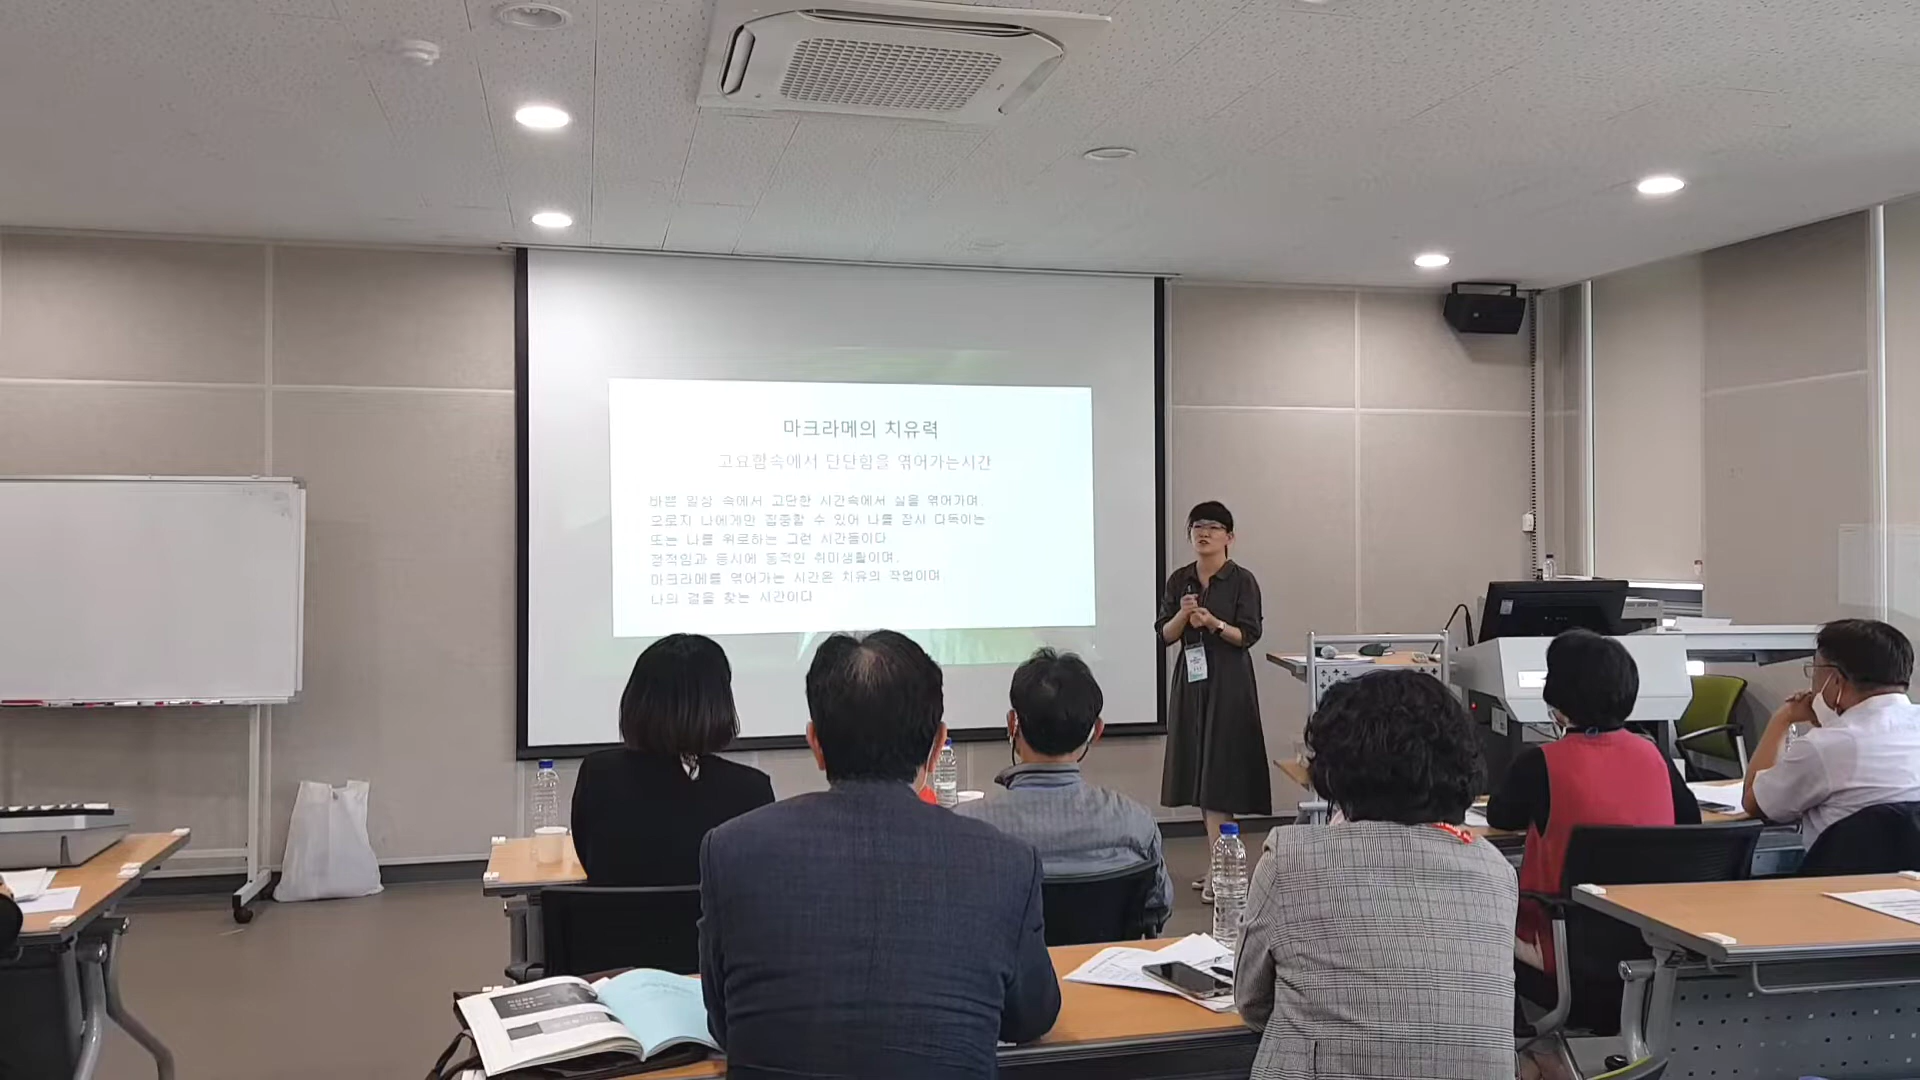 마크라메의 치유력
고요함속에서 단단함을 엮어가는시간
바쁜 일상 속에서 고단한 시간속에서 실을 엮어가며.
오로지 나에게만 집중할 수 있어 나를 잠시 다독이는
또는 나를 위로하는 그런 시간들이다
정적임과 동시에 동적인 취미생활이며.
마크라메를 엮어가는 시간은 치유의 작업이며
나의 결을 찾는 시간이다